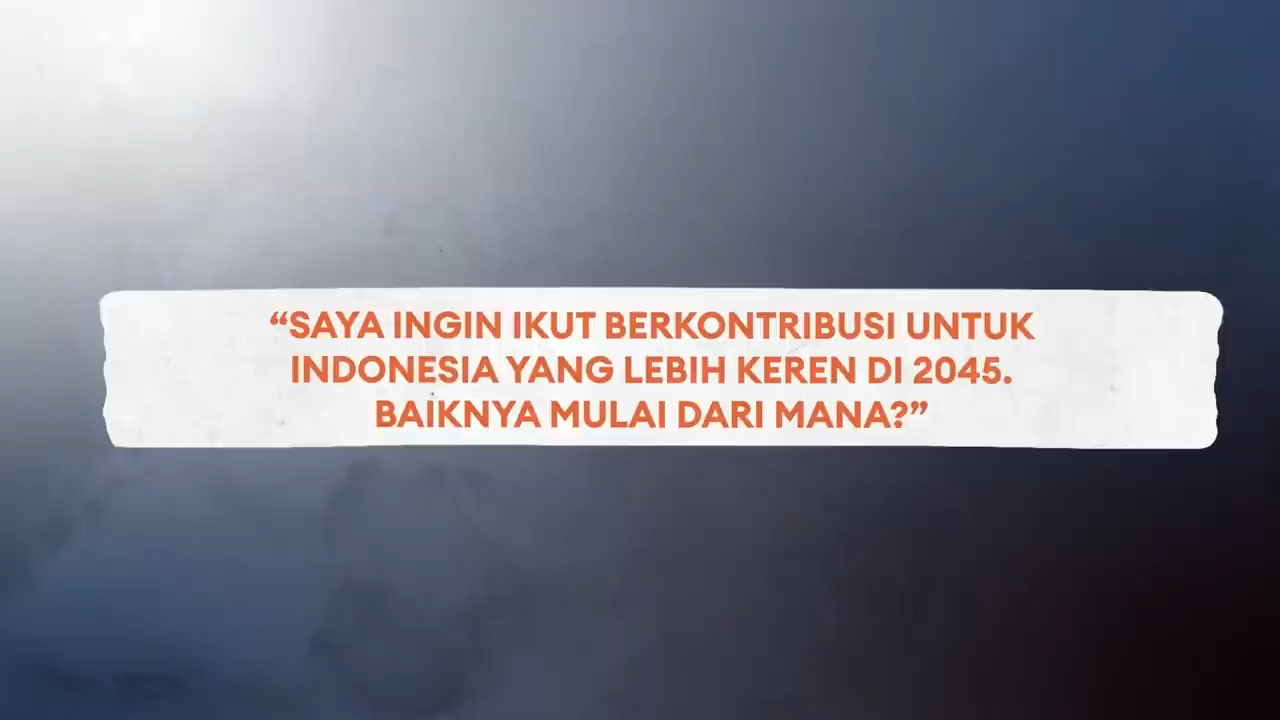 “SAYA INGIN IKUT BERKONTRIBUSI UNTUK
INDONESIA YANG LEBIH KEREN DI 2045.
BAIKNYA MULAI DARI MANA?”